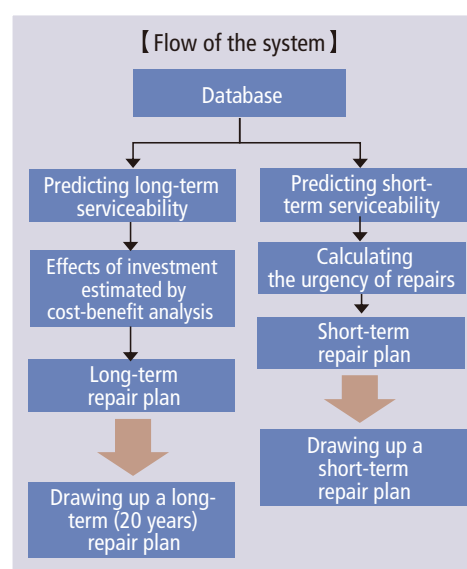 【Flow of the system】
Database
Predicting long-term
serviceability
Effects of investment
estimated by
cost-benefit analysis
Long-term
repair plan
Drawing up a long-
term (20 years)
repair plan
Predicting short-
term serviceability
Calculating
the urgency of repairs
Short-term
repair plan
Drawing up a
short-term
repair plan